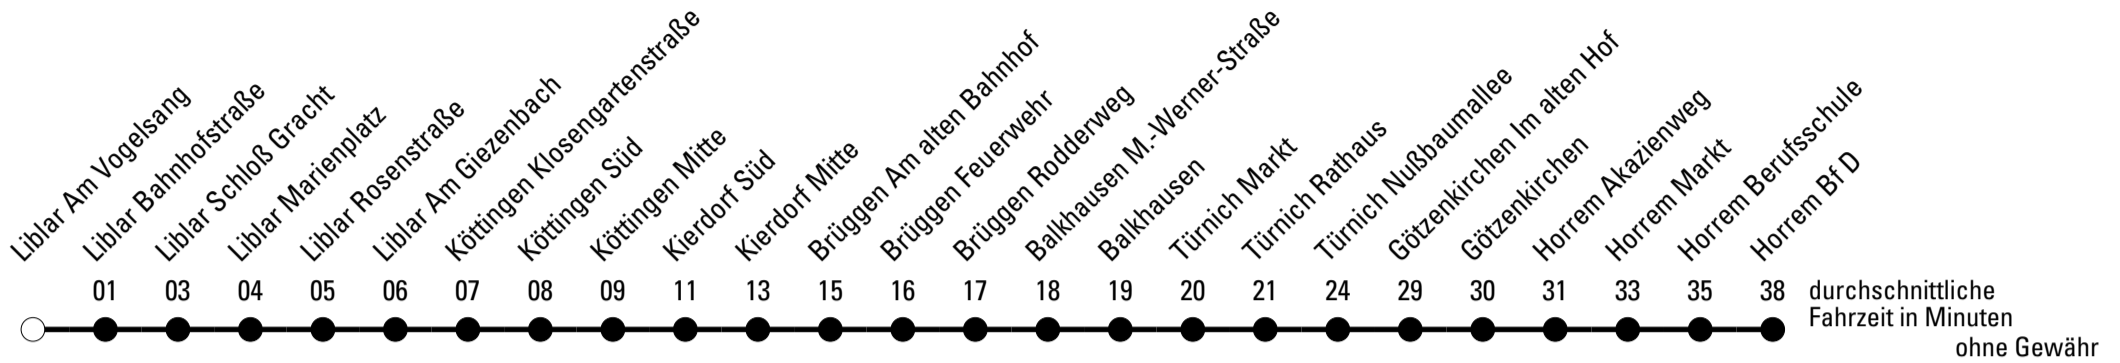 Liblar Am Vogelsang
Liblar Bahnhofstraße
Liblar Schloß Gracht
Liblar Marienplatz
Liblar Rosenstraße
Liblar Am Giezenbach
Köttingen Klosengartenstraße
Köttingen Süd
Köttingen Mitte
Kierdorf Süd
Kierdorf Mitte
Brüggen Am alten Bahnhof
Brüggen Feuerwehr
Brüggen Rodderweg
Balkhausen M.-Werner-Straße
Balkhausen
Türnich Markt
Türnich Rathaus
Türnich Nußbaumallee
Götzenkirchen Im alten Hof
Götzenkirchen
Horrem Akazienweg
Horrem Markt
Horrem Berufsschule
Horrem Bf D
01 03 04 05 06 07 08 09 11 13 15 16 17 18 19 20 21 24 29 30 31 33 35 38
durchschnittliche
Fahrzeit in Minuten
ohne Gewähr